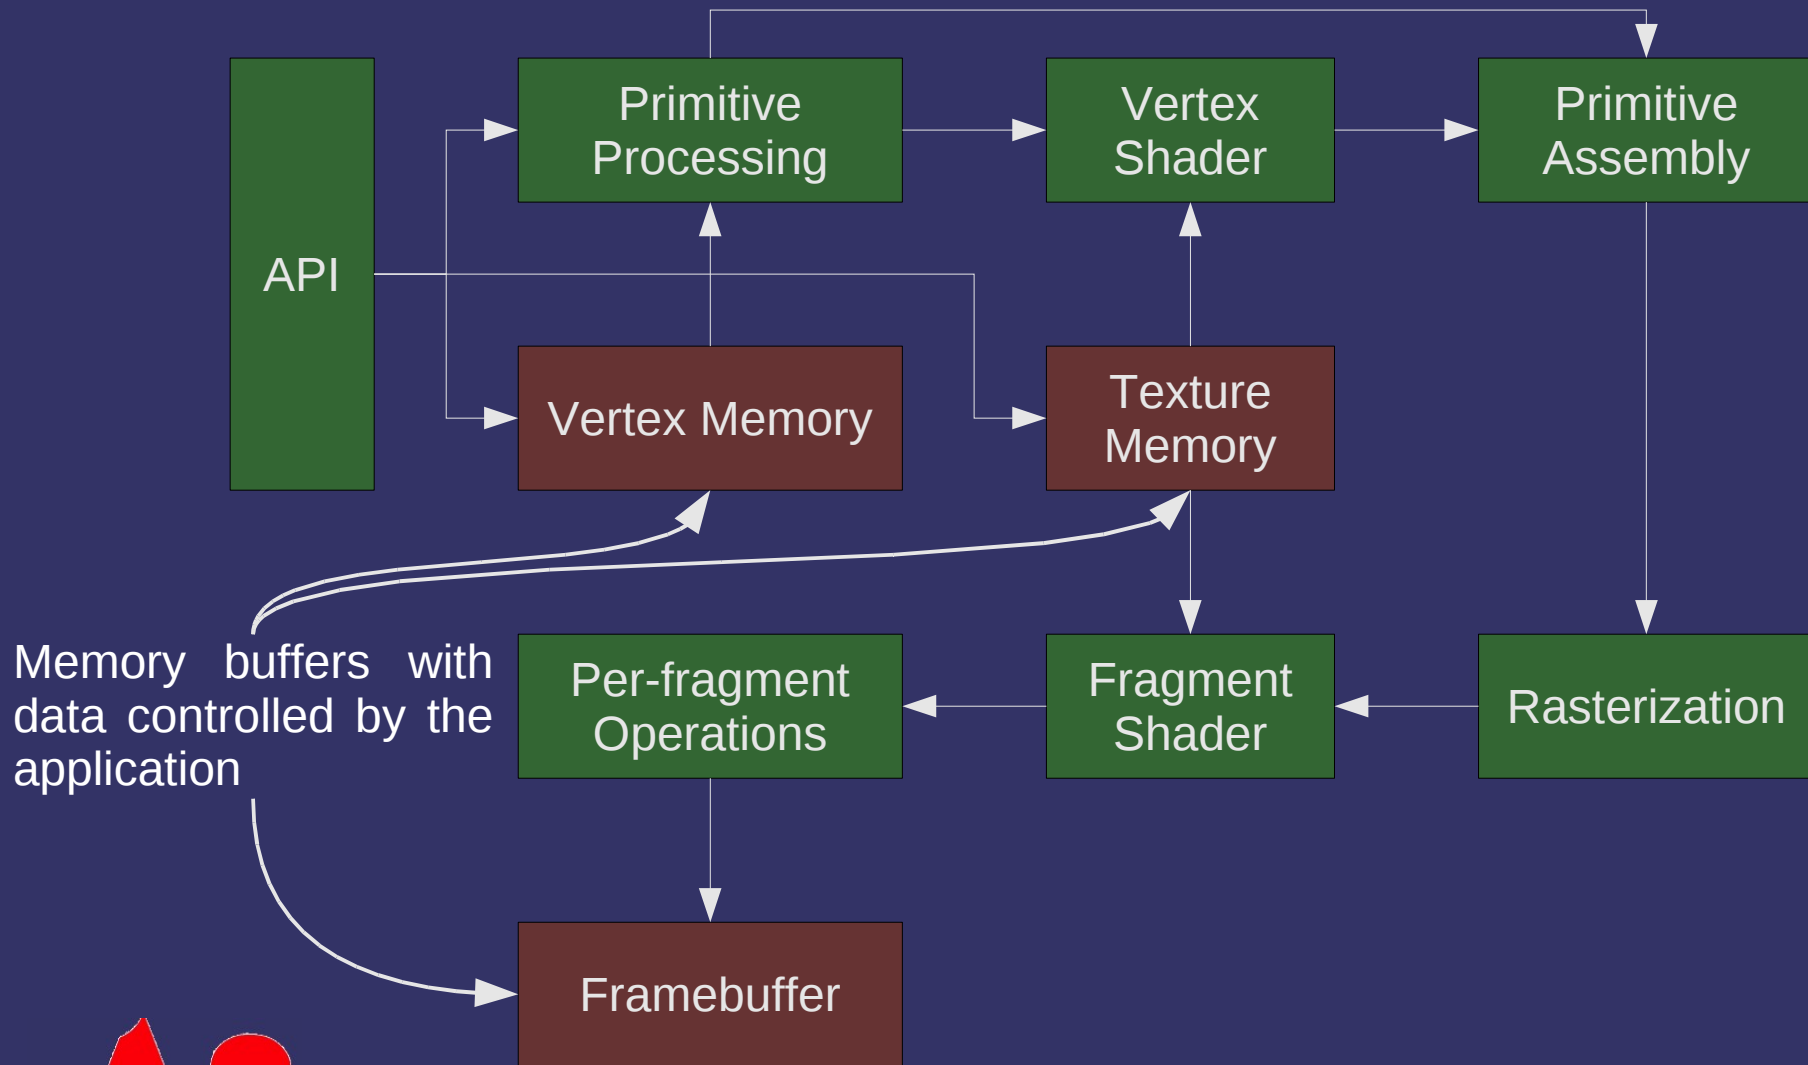 Primitive
Processing
Vertex
Shader
Primitive
Assembly
API
Vertex Memory
Texture
Memory
Memory buffers with
data controlled by the
application
Per-fragment
Operations
Fragment
Shader
Rasterization
Framebuffer